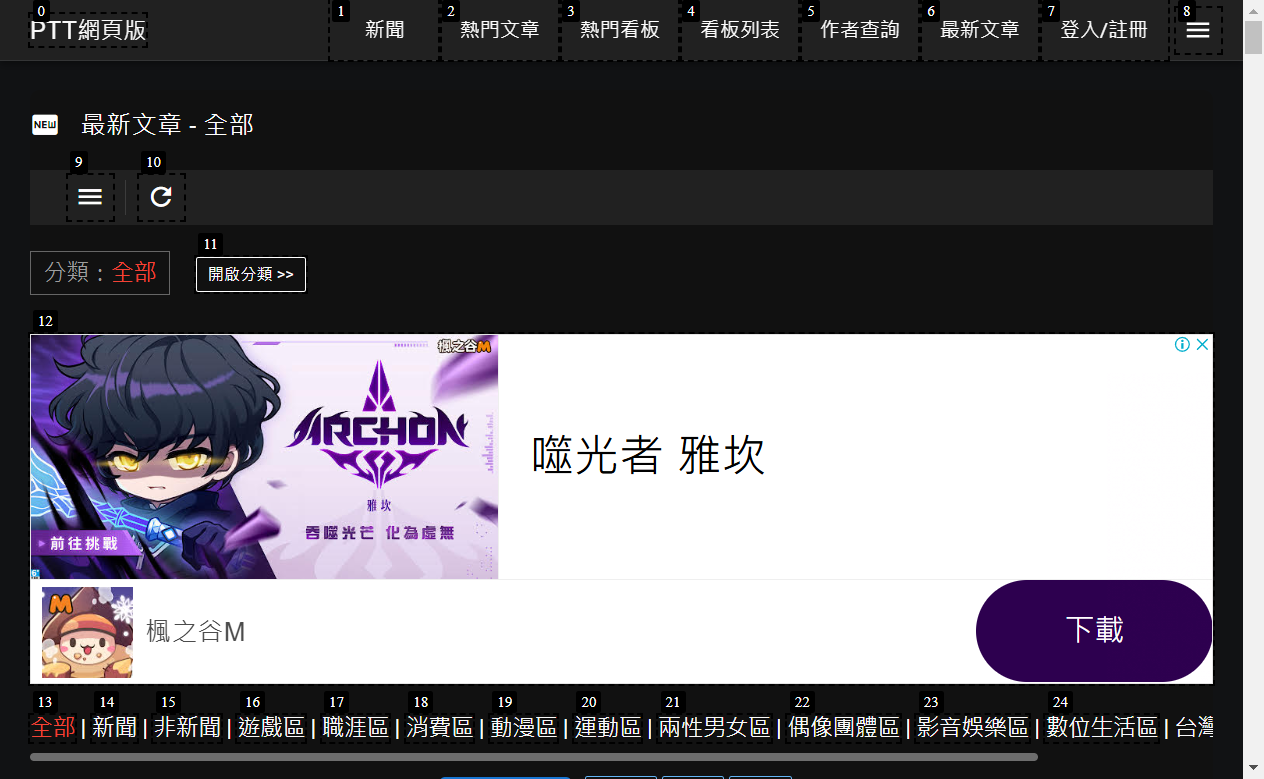 0 1 2 3 4 5 6 7 8
PTT網頁版 新聞 熱門文章 熱門看板 看板列表 作者查詢 最新文章 登入/註冊
NEW 最新文章 - 全部
9 10
11
分類：全部 開啟分類 >>
12
楓之谷M
ARCHON
雅坎
吞噬光芒 化為虛無
前往挑戰
噬光者 雅坎
M
楓之谷M
下載
13 14 15 16 17 18 19 20 21 22 23 24
全部 | 新聞 | 非新聞 | 遊戲區 | 職涯區 | 消費區 | 動漫區 | 運動區 | 兩性男女區 | 偶像團體區 | 影音娛樂區 | 數位生活區 | 台灣